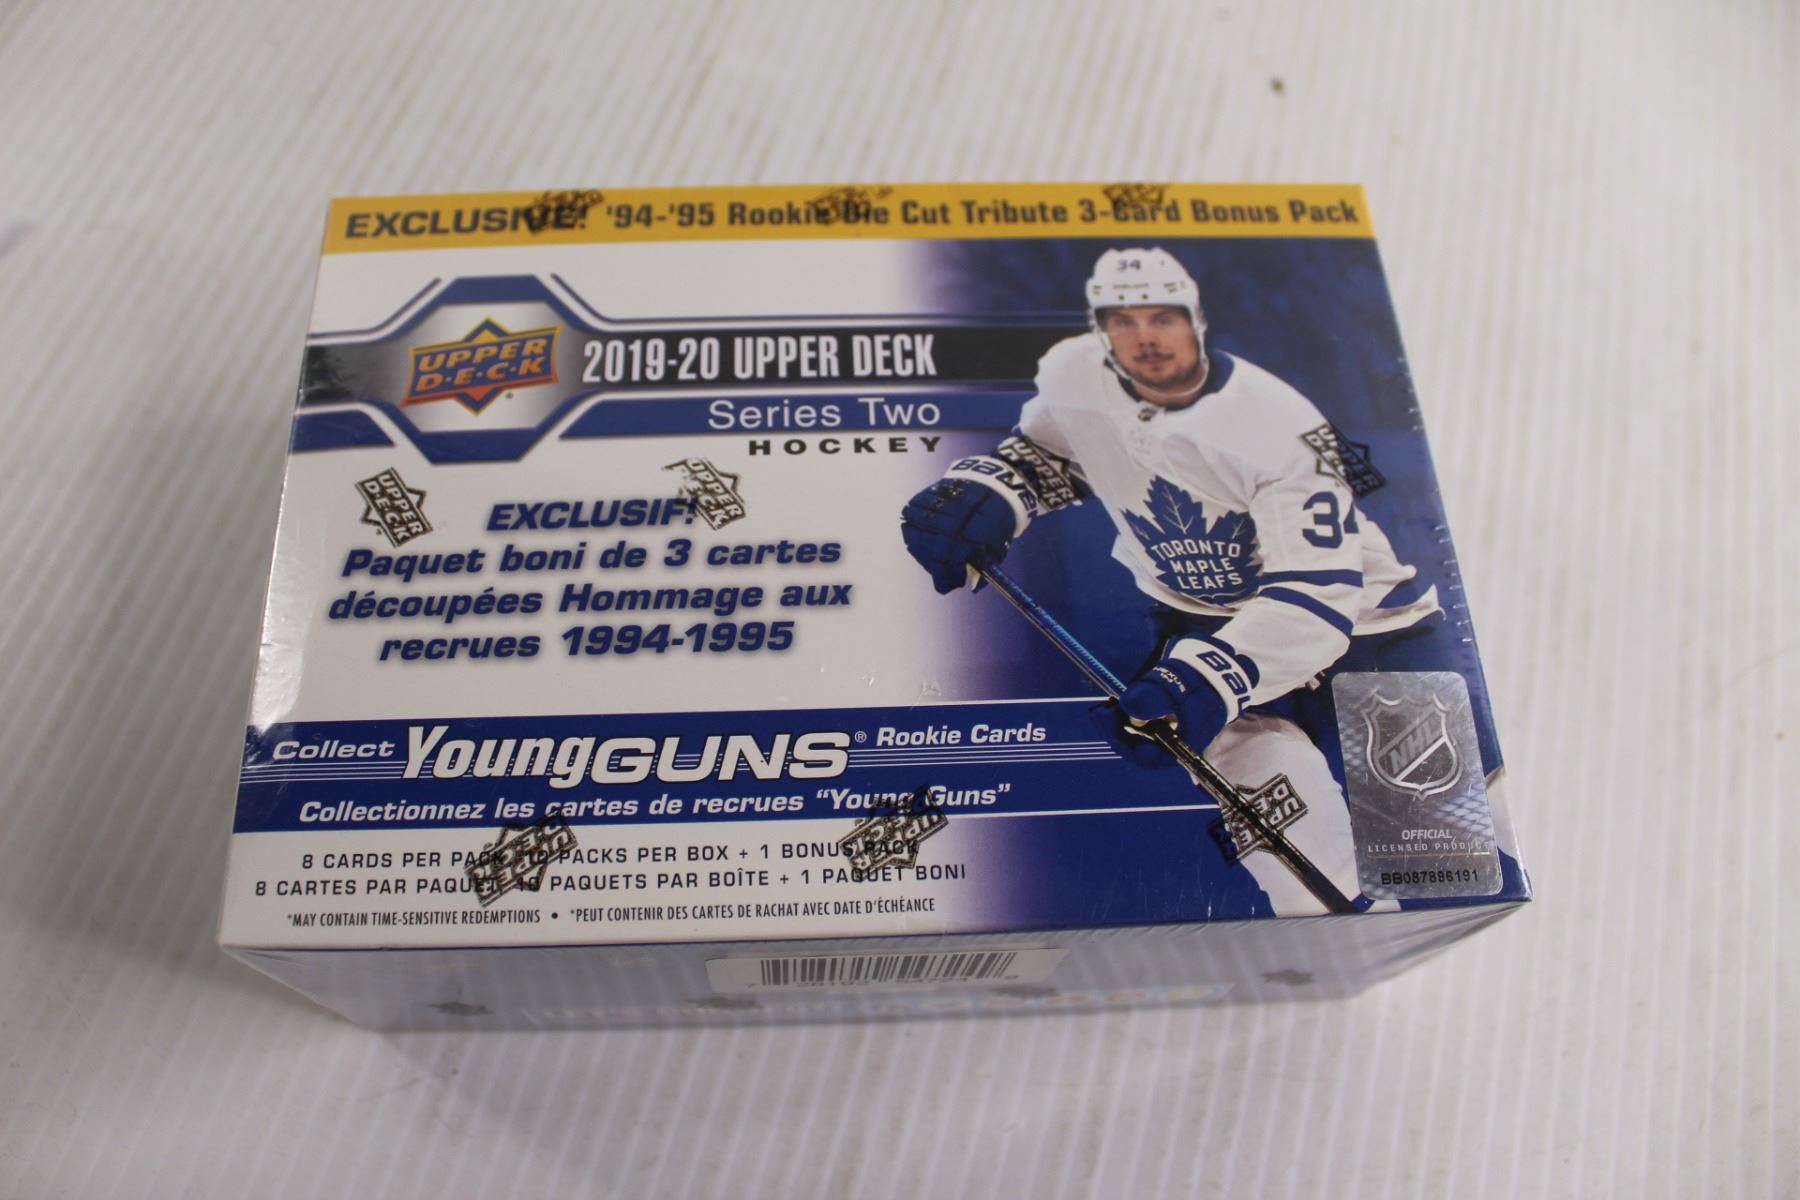 EXCLUSIVE! '94-'95 Rookie Die Cut Tribute 3-Card Bonus Pack
34
UPPER
D·E·C·K
2019-20 UPPER DECK
Series Two
HOCKEY
EXCLUSIF!
Paquet boni de 3 cartes
découpées Hommage aux
recrues 1994-1995
UPPER DECK
UPPER DECK
UPPER DECK
UPPER DECK
BAUER
34
TORONTO
MAPLE
LEAFS
Collect Young GUNS® Rookie Cards
Collectionnez les cartes de recrues “Young Guns”
8 CARDS PER PACK 10 PACKS PER BOX + 1 BONUS PACK
8 CARTES PAR PAQUET 10 PAQUETS PAR BOÎTE + 1 PAQUET BONI
*MAY CONTAIN TIME-SENSITIVE REDEMPTIONS • *PEUT CONTENIR DES CARTES DE RACHAT AVEC DATE D'ÉCHÉANCE
NHL
OFFICIAL
LICENSED PRODUCT
BB087896191